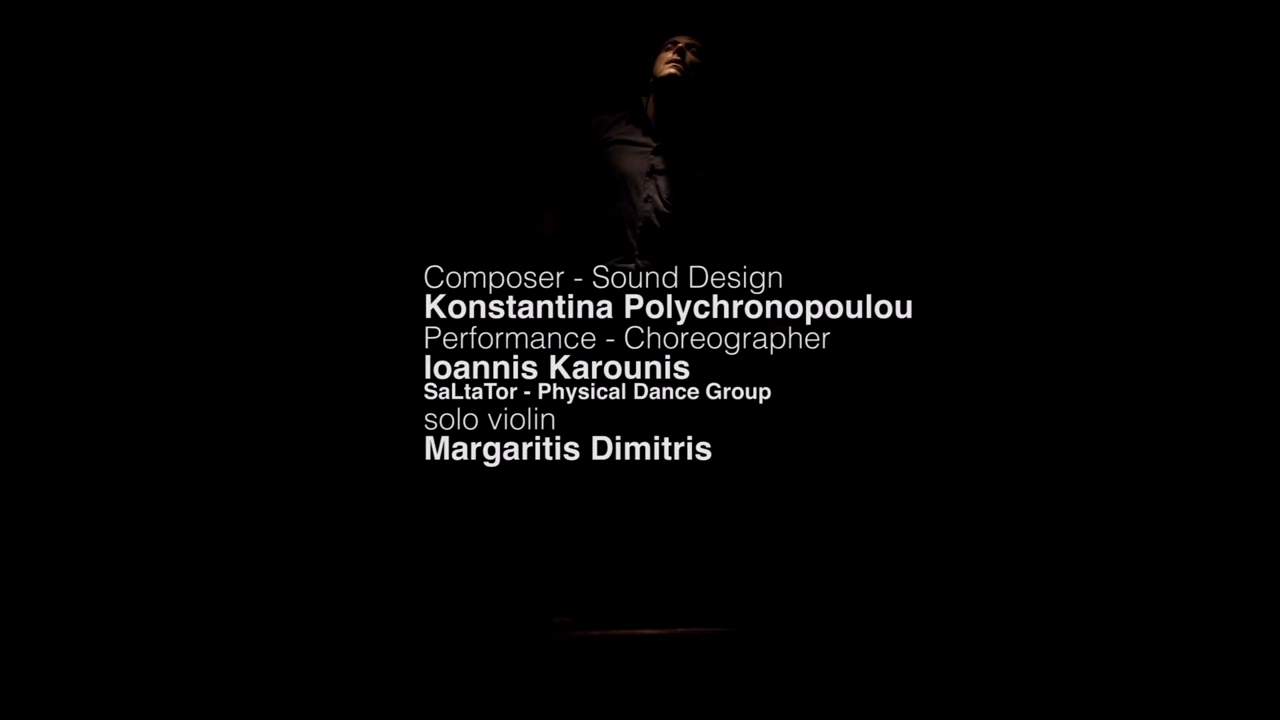 Composer - Sound Design
Konstantina Polychronopoulou
Performance - Choreographer
Ioannis Karounis
SaLtaTor - Physical Dance Group
solo violin
Margaritis Dimitris